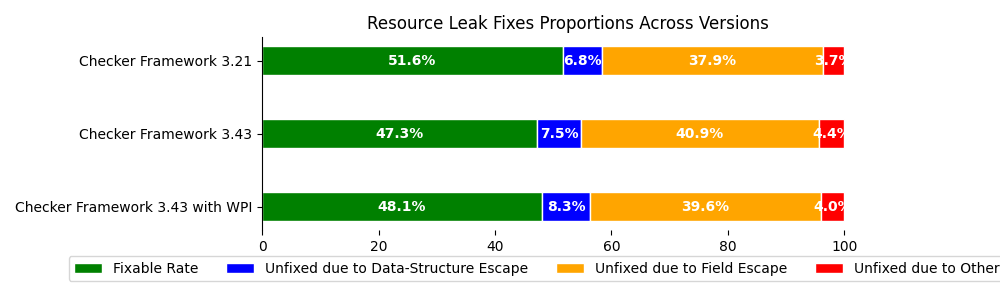 Resource Leak Fixes Proportions Across Versions
Checker Framework 3.21 51.6% 6.8% 37.9% 3.7%
Checker Framework 3.43 47.3% 7.5% 40.9% 4.4%
Checker Framework 3.43 with WPI 48.1% 8.3% 39.6% 4.0%
0 20 40 60 80 100
Fixable Rate Unfixed due to Data-Structure Escape Unfixed due to Field Escape Unfixed due to Other